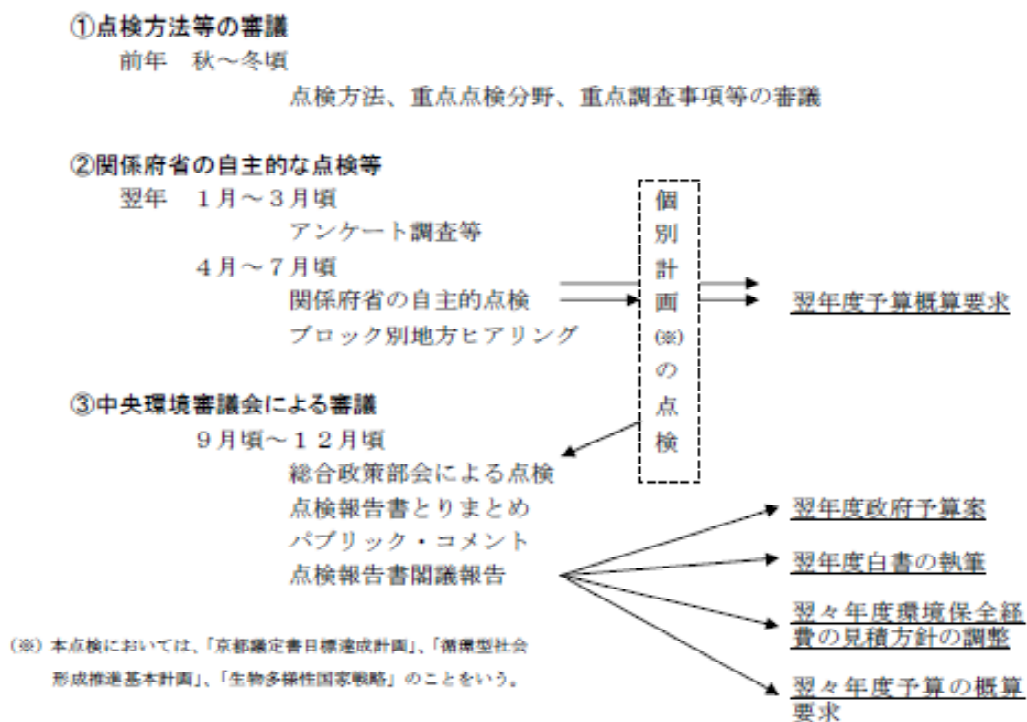 ①点検方法等の審議
前年 秋~冬頃
点検方法、重点点検分野、重点調査事項等の審議
②関係府省の自主的な点検等
翌年 1月~3月頃
アンケート調査等
4月~7月頃
関係府省の自主的点検
ブロック別地方ヒアリング
個別計画(※)の点検
翌年度予算概算要求
③中央環境審議会による審議
9月頃~12月頃
総合政策部会による点検
点検報告書とりまとめ
パブリック・コメント
点検報告書閣議報告
翌年度政府予算案
翌年度白書の執筆
翌々年度環境保全経
費の見積方針の調整
翌々年度予算の概算
要求
(※) 本点検においては、「京都議定書目標達成計画」、「循環型社会
形成推進基本計画」、「生物多様性国家戦略」のことをいう。